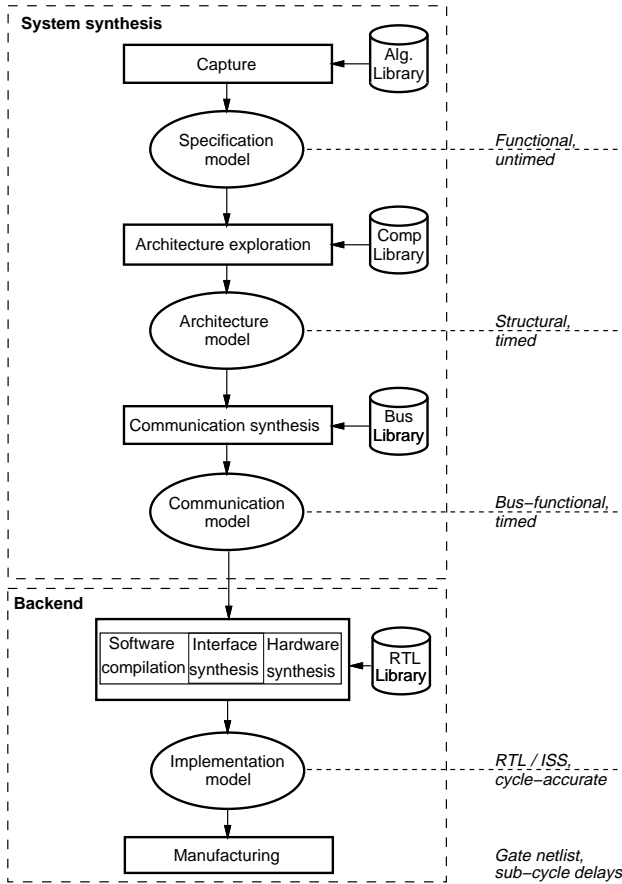 System synthesis
Capture
Alg.
Library
Specification
model
Functional,
untimed
Architecture exploration
Comp
Library
Architecture
model
Structural,
timed
Communication synthesis
Bus
Library
Communication
model
Bus−functional,
timed
Backend
Software
compilation
Interface
synthesis
Hardware
synthesis
RTL
Library
Implementation
model
RTL / ISS,
cycle−accurate
Manufacturing
Gate netlist,
sub−cycle delays